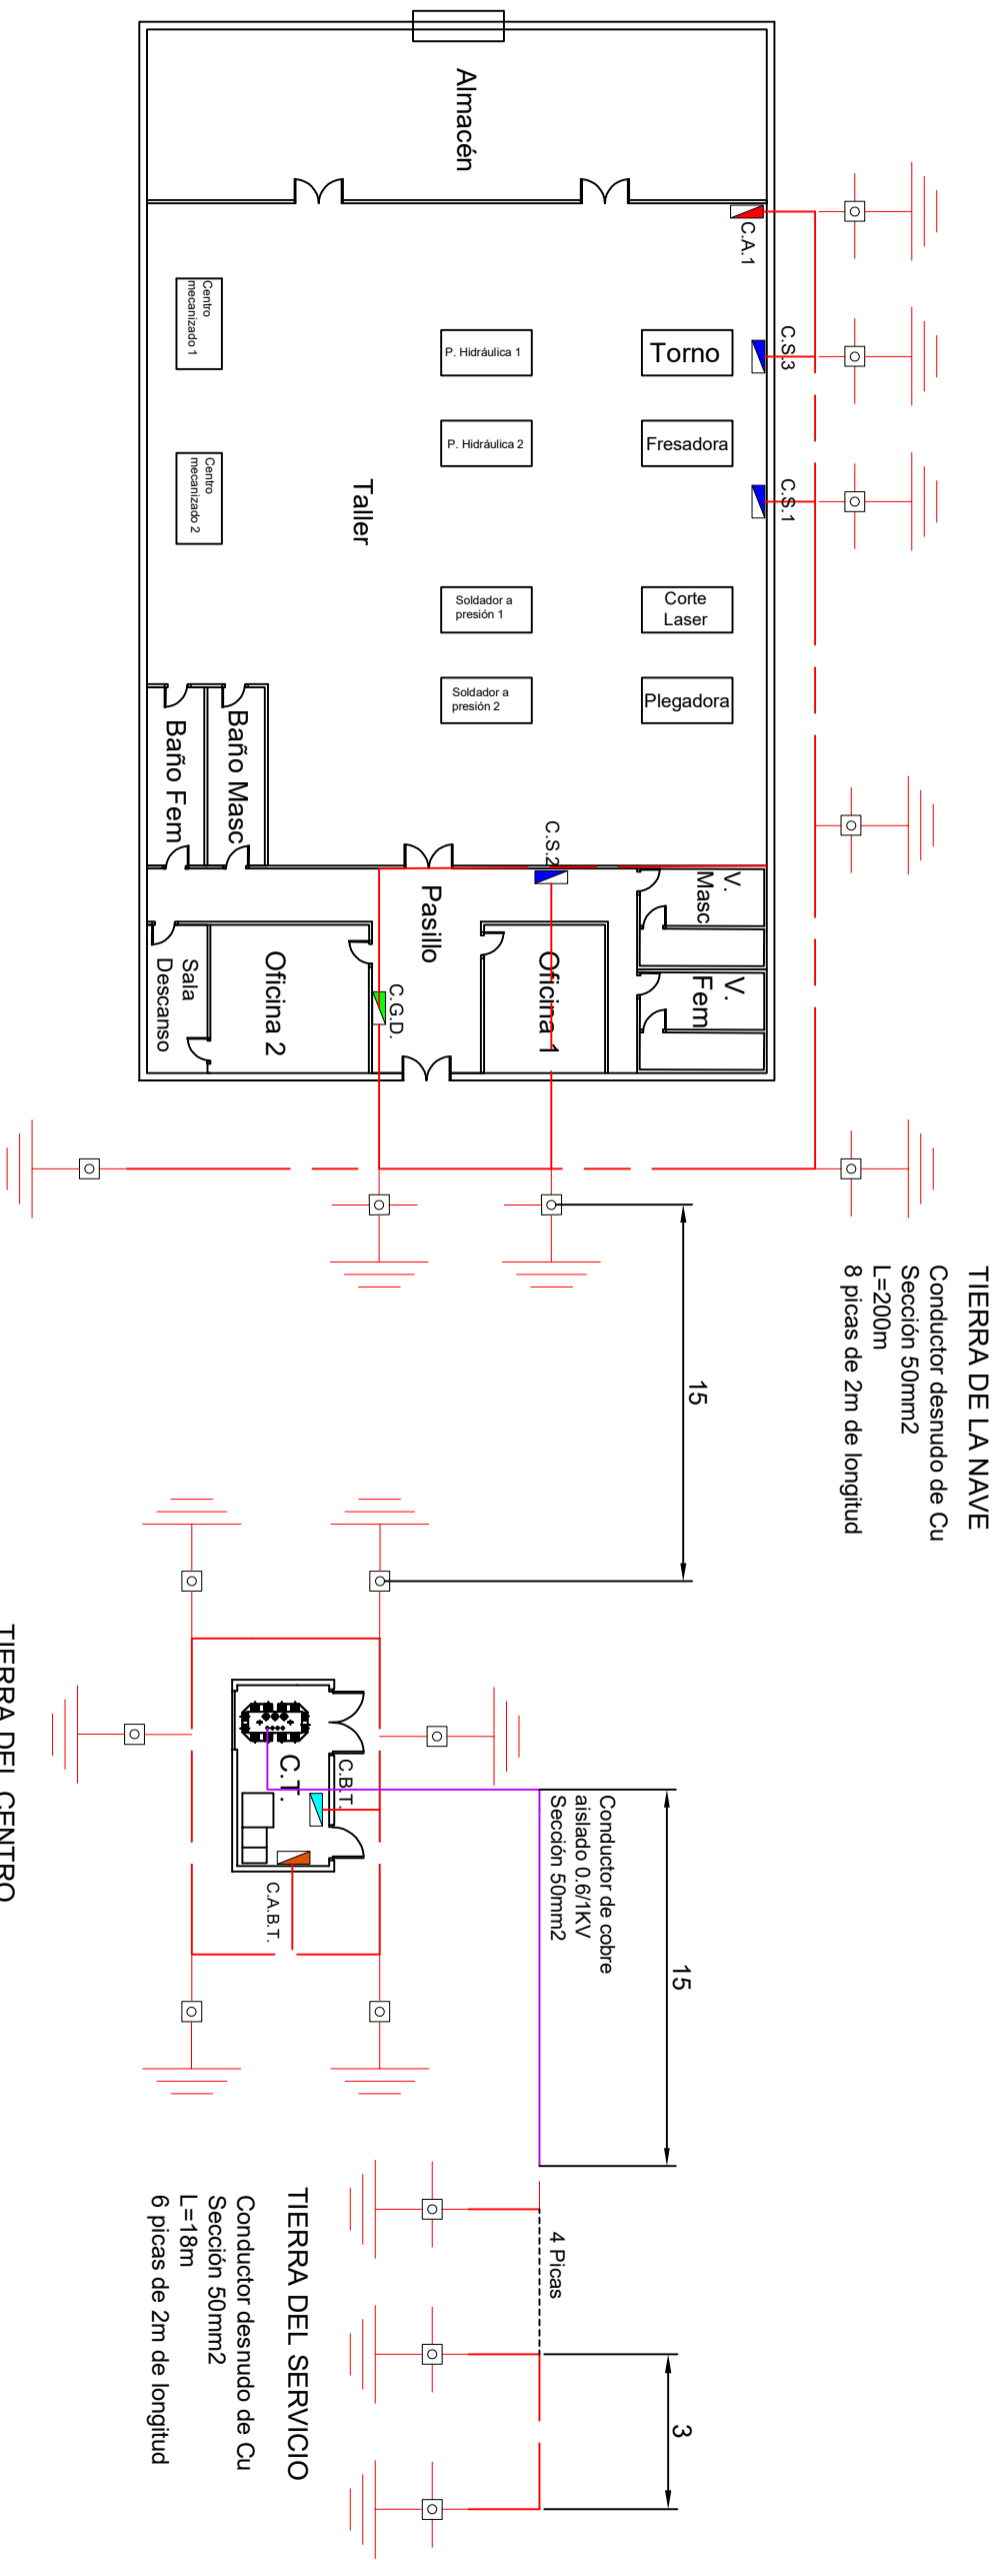 Almacén
C.A.1
C.S.3
C.S.1
Centro
mecanizado 1
P. Hidráulica 1
Torno
P. Hidráulica 2
Fresadora
Centro
mecanizado 2
Taller
Soldador a
presión 1
Corte
Laser
Soldador a
presión 2
Plegadora
Baño Masc
Baño Fem
C.S.2
V.
Masc
V.
Fem
Pasillo
Oficina 1
Oficina 2
Sala
Descanso
C.G.D.
TIERRA DE LA NAVE
Conductor desnudo de Cu
Sección 50mm2
L=200m
8 picas de 2m de longitud
15
C.T.
C.B.T.
C.A.B.T.
Conductor de cobre
aislado 0.6/1KV
Sección 50mm2
15
TIERRA DEL CENTRO
4 Picas
3
TIERRA DEL SERVICIO
Conductor desnudo de Cu
Sección 50mm2
L=18m
6 picas de 2m de longitud